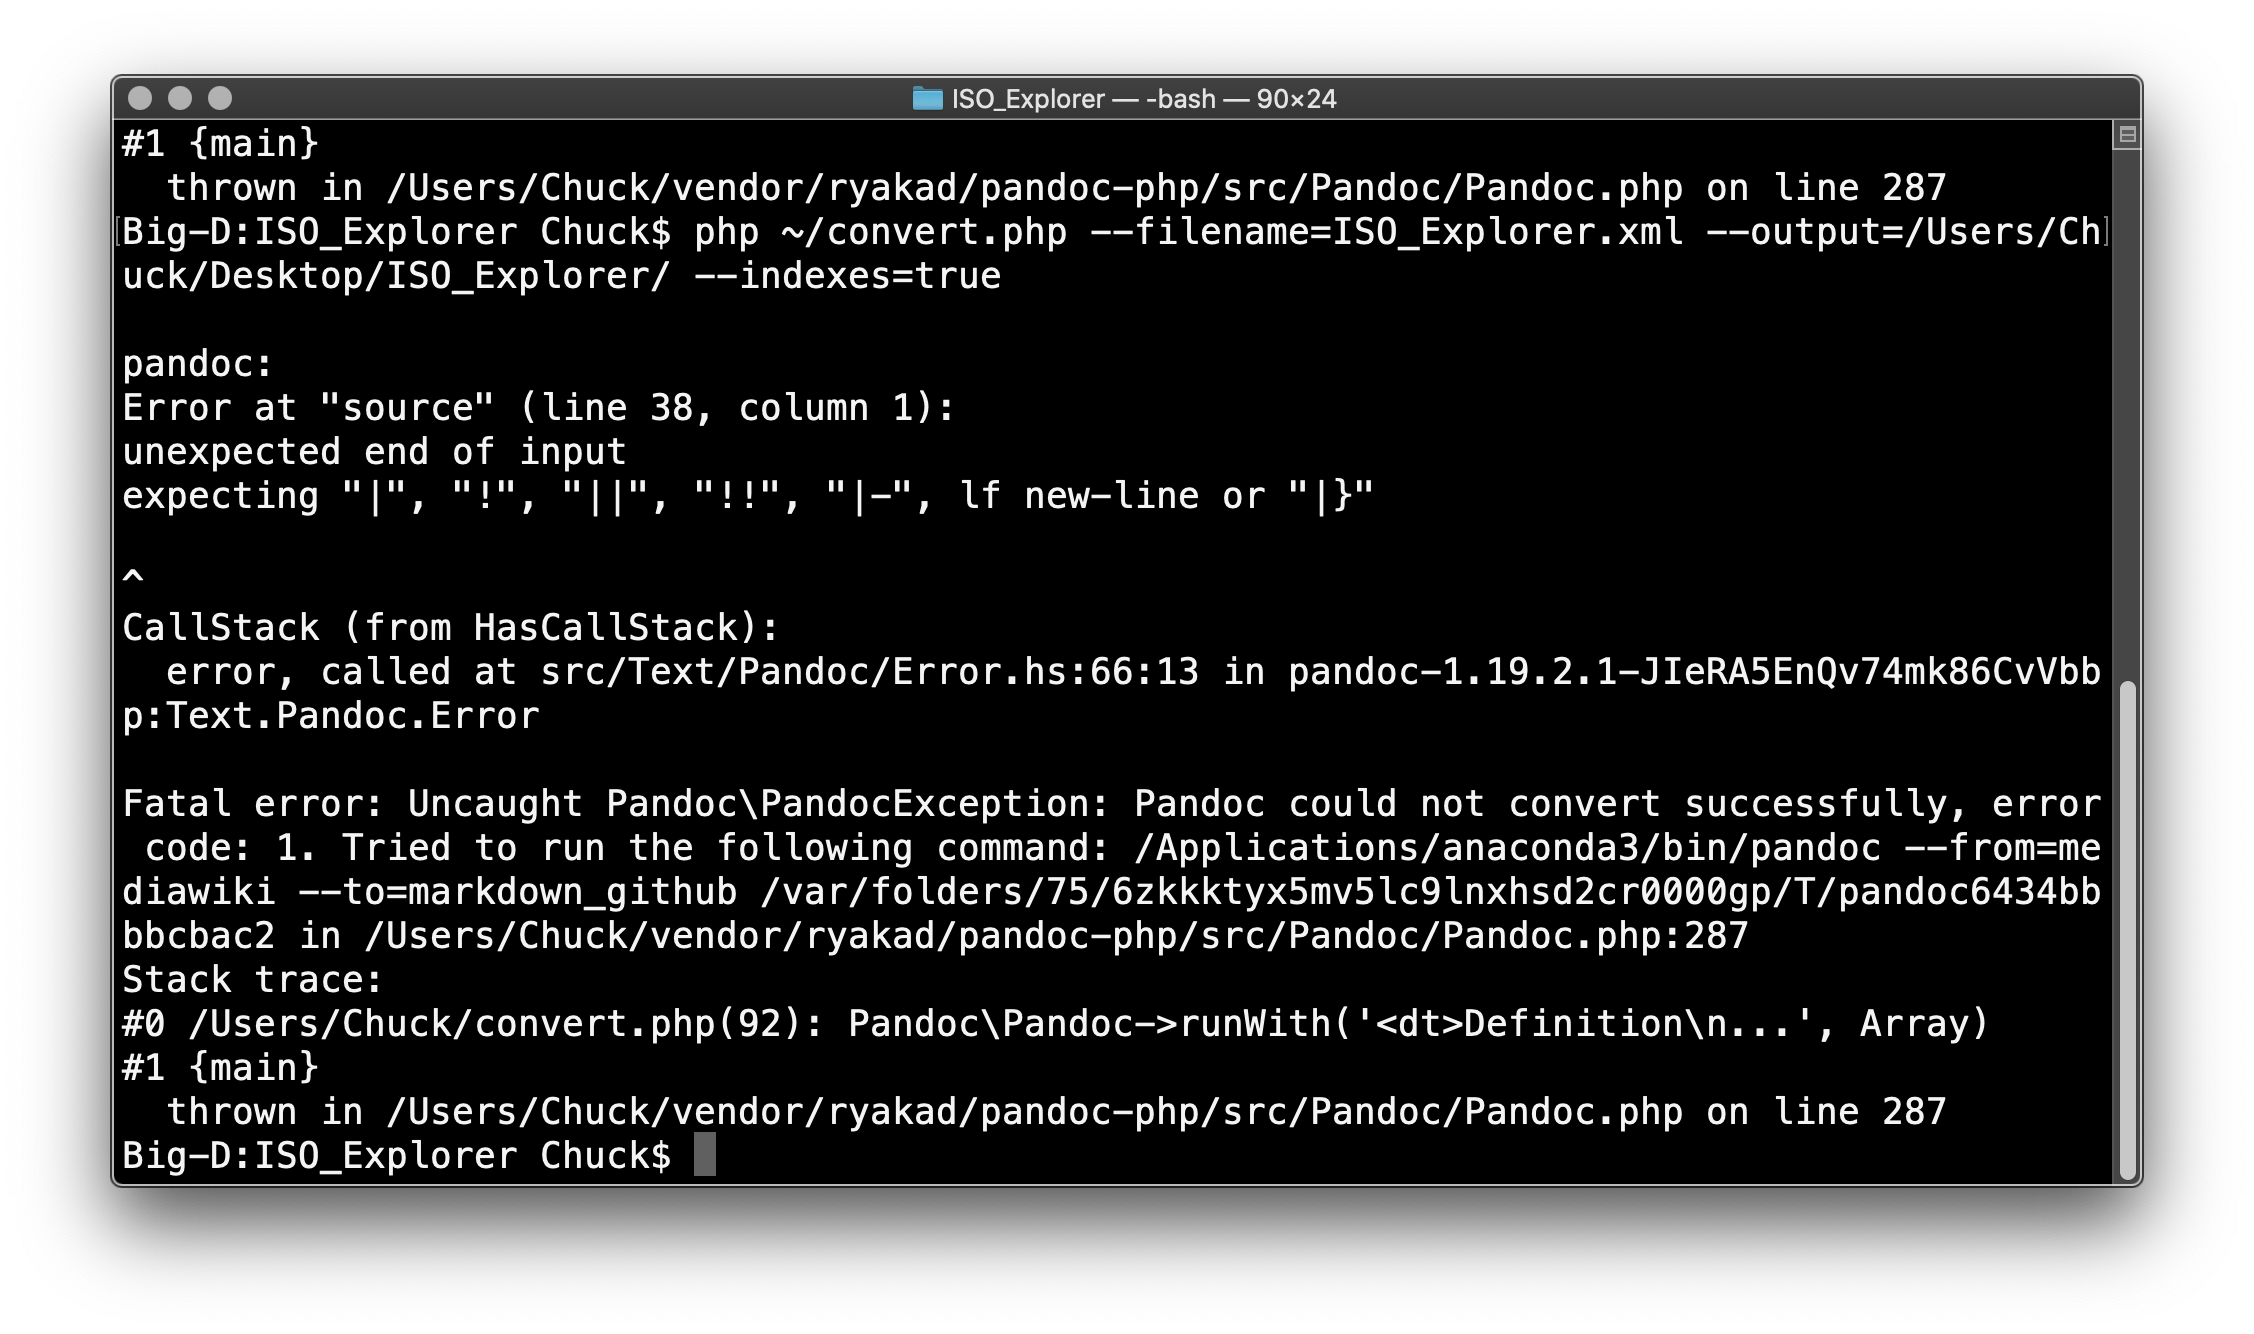 ISO_Explorer — -bash — 90×24
#1 {main}
  thrown in /Users/Chuck/vendor/ryakad/pandoc-php/src/Pandoc/Pandoc.php on line 287
[Big-D:ISO_Explorer Chuck$ php ~/convert.php --filename=ISO_Explorer.xml --output=/Users/Ch]
uck/Desktop/ISO_Explorer/ --indexes=true
pandoc:
Error at "source" (line 38, column 1):
unexpected end of input
expecting "|", "!", "||", "!!", "|-", lf new-line or "|}"
^
CallStack (from HasCallStack):
  error, called at src/Text/Pandoc/Error.hs:66:13 in pandoc-1.19.2.1-JIeRA5EnQv74mk86CvVbb
p:Text.Pandoc.Error
Fatal error: Uncaught Pandoc\PandocException: Pandoc could not convert successfully, error
 code: 1. Tried to run the following command: /Applications/anaconda3/bin/pandoc --from=me
diawiki --to=markdown_github /var/folders/75/6zkkktyx5mv5lc9lnxhsd2cr0000gp/T/pandoc6434bb
bbcbac2 in /Users/Chuck/vendor/ryakad/pandoc-php/src/Pandoc/Pandoc.php:287
Stack trace:
#0 /Users/Chuck/convert.php(92): Pandoc\Pandoc->runWith('<dt>Definition\n...', Array)
#1 {main}
  thrown in /Users/Chuck/vendor/ryakad/pandoc-php/src/Pandoc/Pandoc.php on line 287
Big-D:ISO_Explorer Chuck$